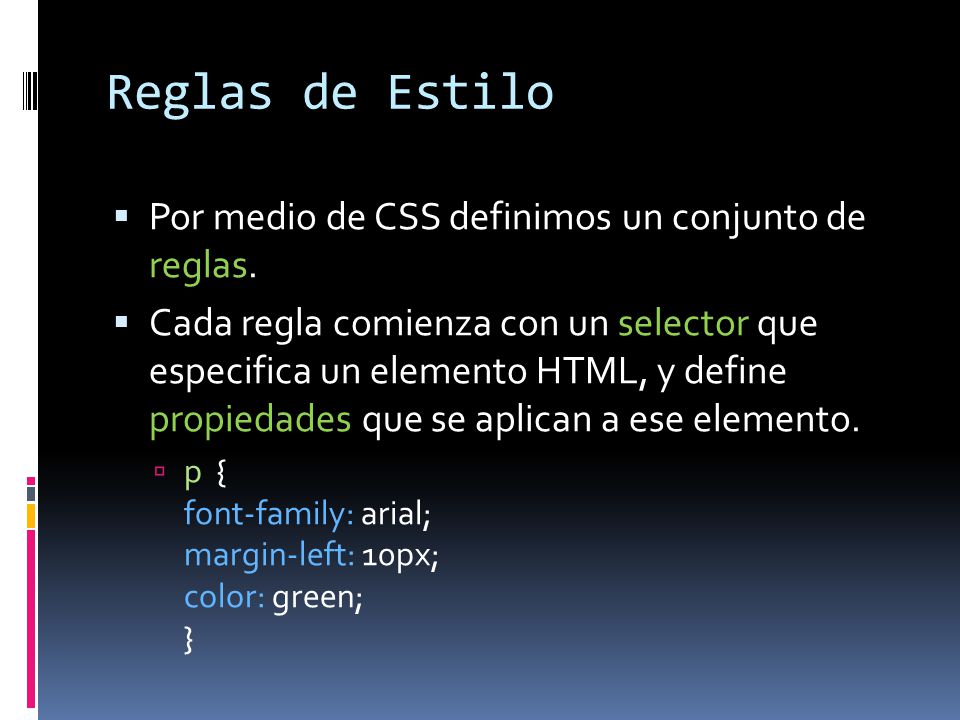 Reglas de Estilo
Por medio de CSS definimos un conjunto de
reglas.
Cada regla comienza con un selector que
especifica un elemento HTML, y define
propiedades que se aplican a ese elemento.
p {
font-family: arial;
margin-left: 10px;
color: green;
}